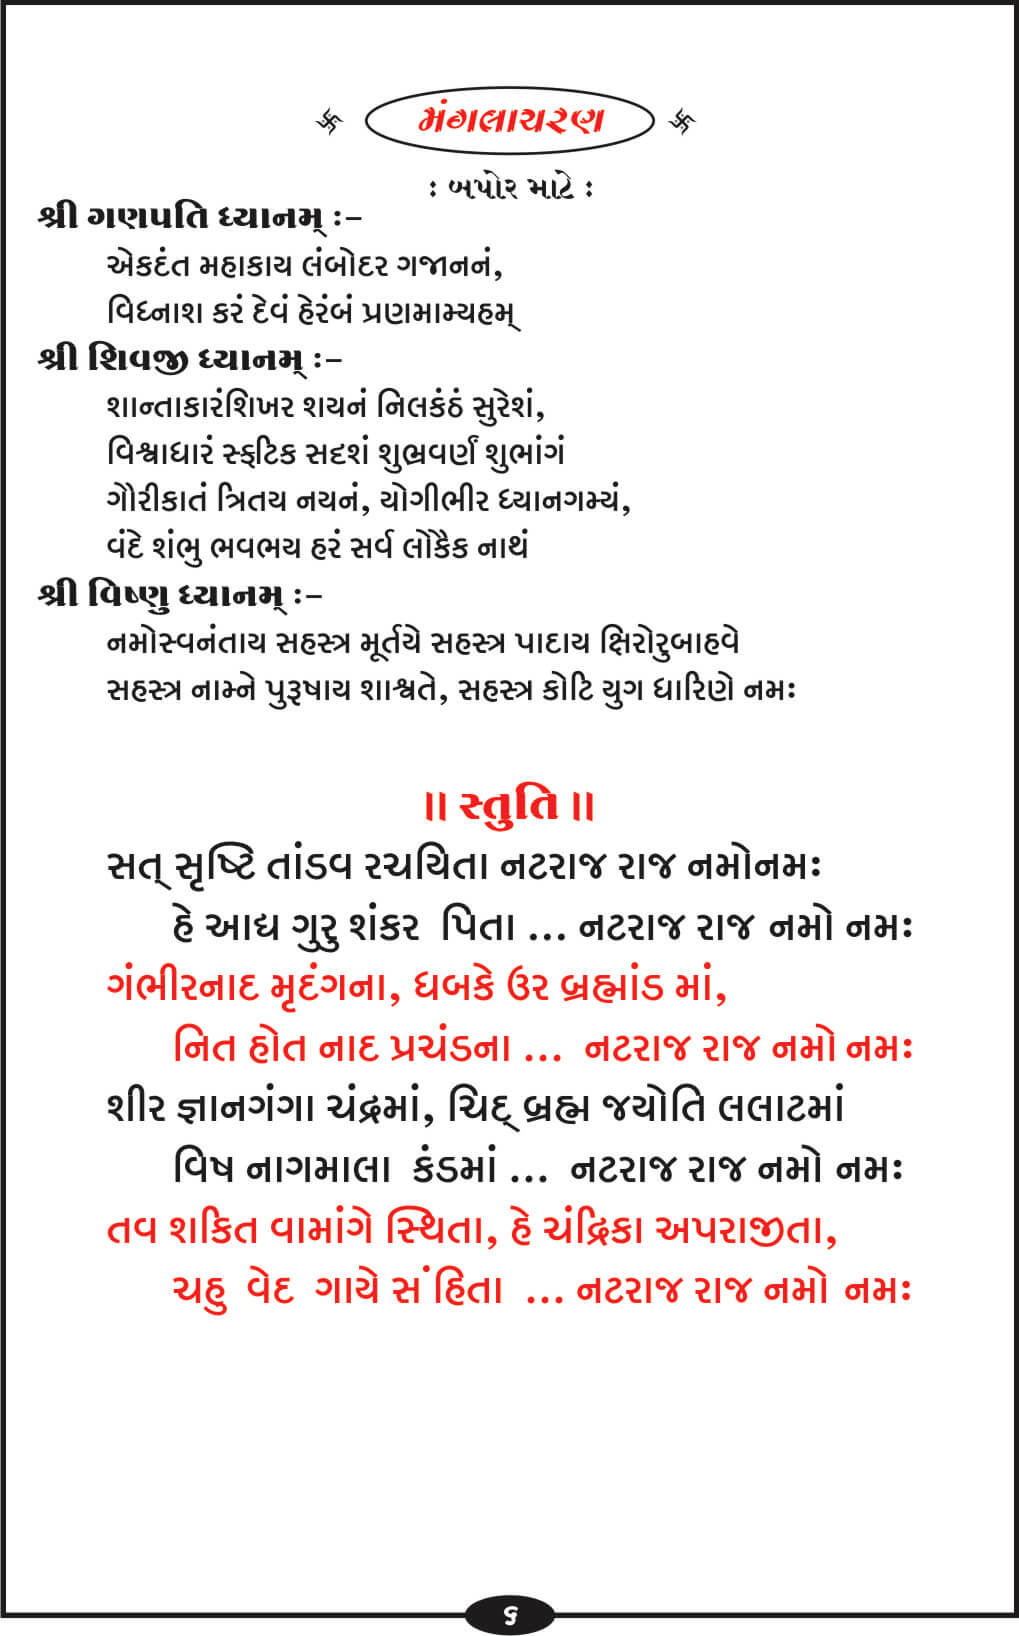 卐 મંગલાચરણ 卐
: બપોર માટે :
શ્રી ગણપતિ ધ્યાનમ્ :–
એકદંત મહાકાય લંબોદર ગજાનનં,
વિધ્નાશ કરં દેવં હેરંબં પ્રણમામ્યહમ્
શ્રી શિવજી ધ્યાનમ્ :–
શાન્તાકારંશિખર શયનં નિલકંઠં સુરેશં,
વિશ્વાધારં સ્ફટિક સદૃશં શુભ્રવર્ણં શુભાંગં
ગૌરીકાતં ત્રિતય નયનં, યોગીભીર ધ્યાનગમ્યં,
વંદે શંભુ ભવભય હરં સર્વ લોકૈક નાથં
શ્રી વિષ્ણુ ધ્યાનમ્ :–
નમોસ્વનંતાય સહસ્ત્ર મૂર્તયે સહસ્ત્ર પાદાય ક્ષિરોરુબાહવે
સહસ્ત્ર નામ્ને પુરૂષાય શાશ્વતે, સહસ્ત્ર કોટિ યુગ ધારિણે નમઃ
॥ સ્તુતિ ॥
સત્ સૃષ્ટિ તાંડવ રચયિતા નટરાજ રાજ નમોનમઃ
હે આદ્ય ગુરુ શંકર પિતા ... નટરાજ રાજ નમો નમઃ
ગંભીરનાદ મૃદંગના, ધબકે ઉર બ્રહ્માંડ માં,
નિત હોત નાદ પ્રચંડના ... નટરાજ રાજ નમો નમઃ
શીર જ્ઞાનગંગા ચંદ્રમાં, ચિદ્ બ્રહ્મ જયોતિ લલાટમાં
વિષ નાગમાલા કંડમાં ... નટરાજ રાજ નમો નમઃ
તવ શકિત વામાંગે સ્થિતા, હે ચંદ્રિકા અપરાજીતા,
ચહુ વેદ ગાયે સંહિતા ... નટરાજ રાજ નમો નમઃ
૬